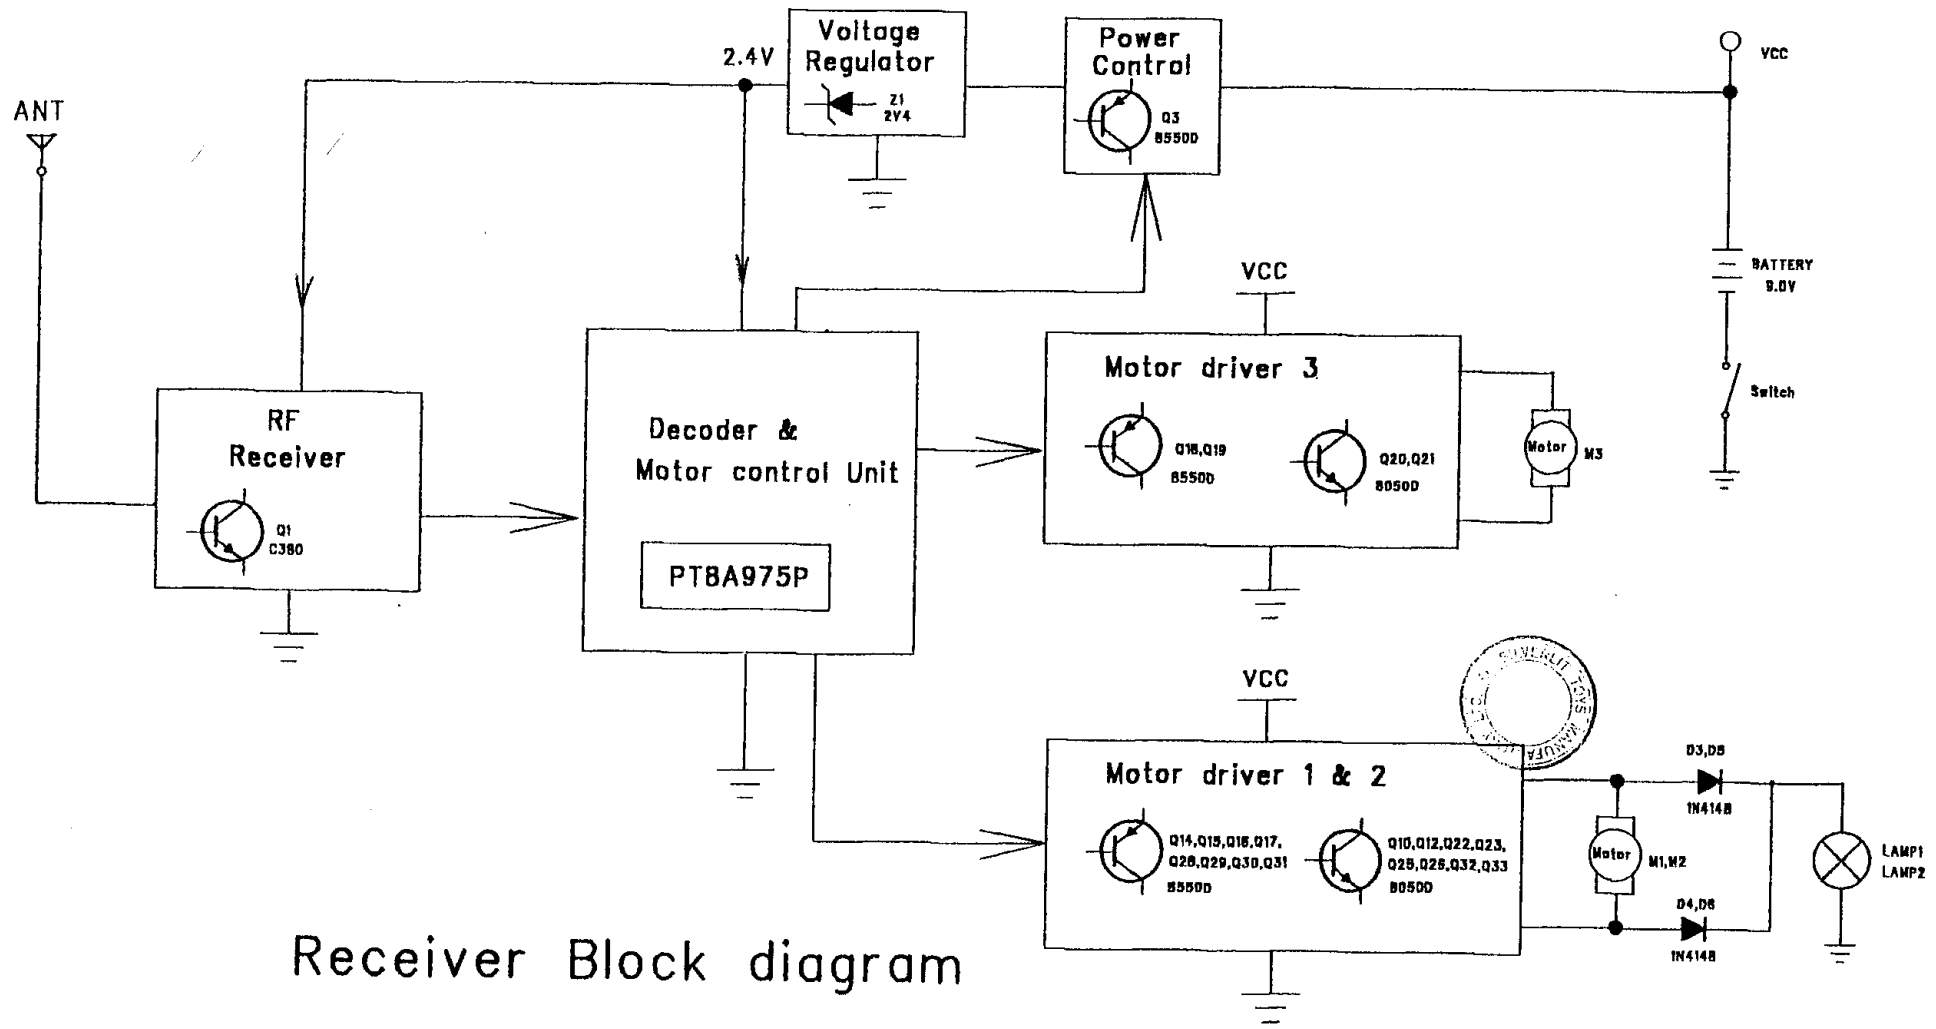 Voltage
Regulator
Z1
2V4
2.4V
Power
Control
Q3
8550D
VCC
ANT
BATTERY
9.0V
Switch
RF
Receiver
Q1
C380
Decoder &
Motor control Unit
PT8A975P
VCC
Motor driver 3
Q18,Q19
8550D
Q20,Q21
8050D
Motor
M3
VCC
Motor driver 1 & 2
Q14,Q15,Q16,Q17,
Q28,Q29,Q30,Q31
8550D
Q10,Q12,Q22,Q23,
Q25,Q26,Q32,Q33
8050D
D3,D5
1N4148
Motor
M1,M2
D4,D6
1N4148
LAMP1
LAMP2
TOYS
Receiver Block diagram